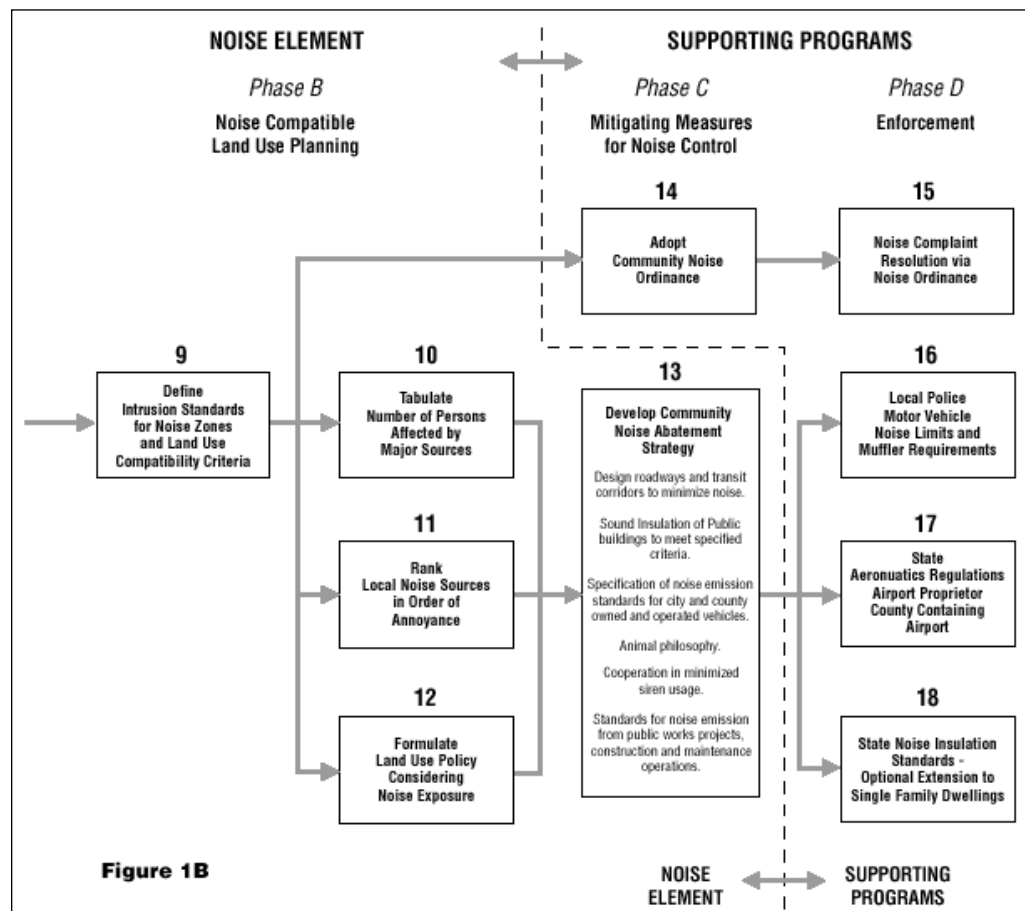 NOISE ELEMENT
SUPPORTING PROGRAMS
Phase B
Noise Compatible
Land Use Planning
Phase C
Mitigating Measures
for Noise Control
Phase D
Enforcement
14
Adopt
Community Noise
Ordinance
15
Noise Complaint
Resolution via
Noise Ordinance
9
Define
Intrusion Standards
for Noise Zones
and Land Use
Compatibility Criteria
10
Tabulate
Number of Persons
Affected by
Major Sources
11
Rank
Local Noise Sources
in Order of
Annoyance
12
Formulate
Land Use Policy
Considering
Noise Exposure
13
Develop Community
Noise Abatement
Strategy
Design roadways and transit
corridors to minimize noise.
Sound Insulation of Public
buildings to meet specified
criteria.
Specification of noise emission
standards for city and county
owned and operated vehicles.
Animal philosophy.
Cooperation in minimized
siren usage.
Standards for noise emission
from public works projects,
construction and maintenance
operations.
16
Local Police
Motor Vehicle
Noise Limits and
Muffler Requirements
17
State
Aeronuatics Regulations
Airport Proprietor
County Containing
Airport
18
State Noise Insulation
Standards -
Optional Extension to
Single Family Dwellings
Figure 1B
NOISE
ELEMENT
SUPPORTING
PROGRAMS